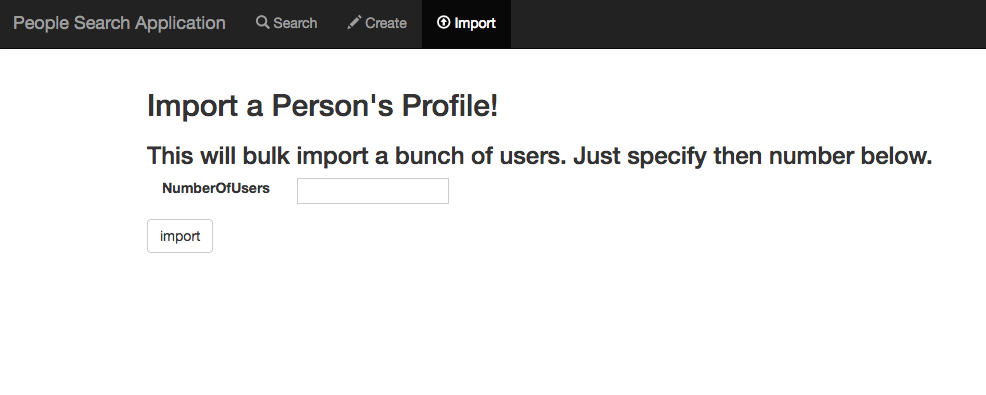 People Search Application Search Create Import
Import a Person's Profile!
This will bulk import a bunch of users. Just specify then number below.
NumberOfUsers
import